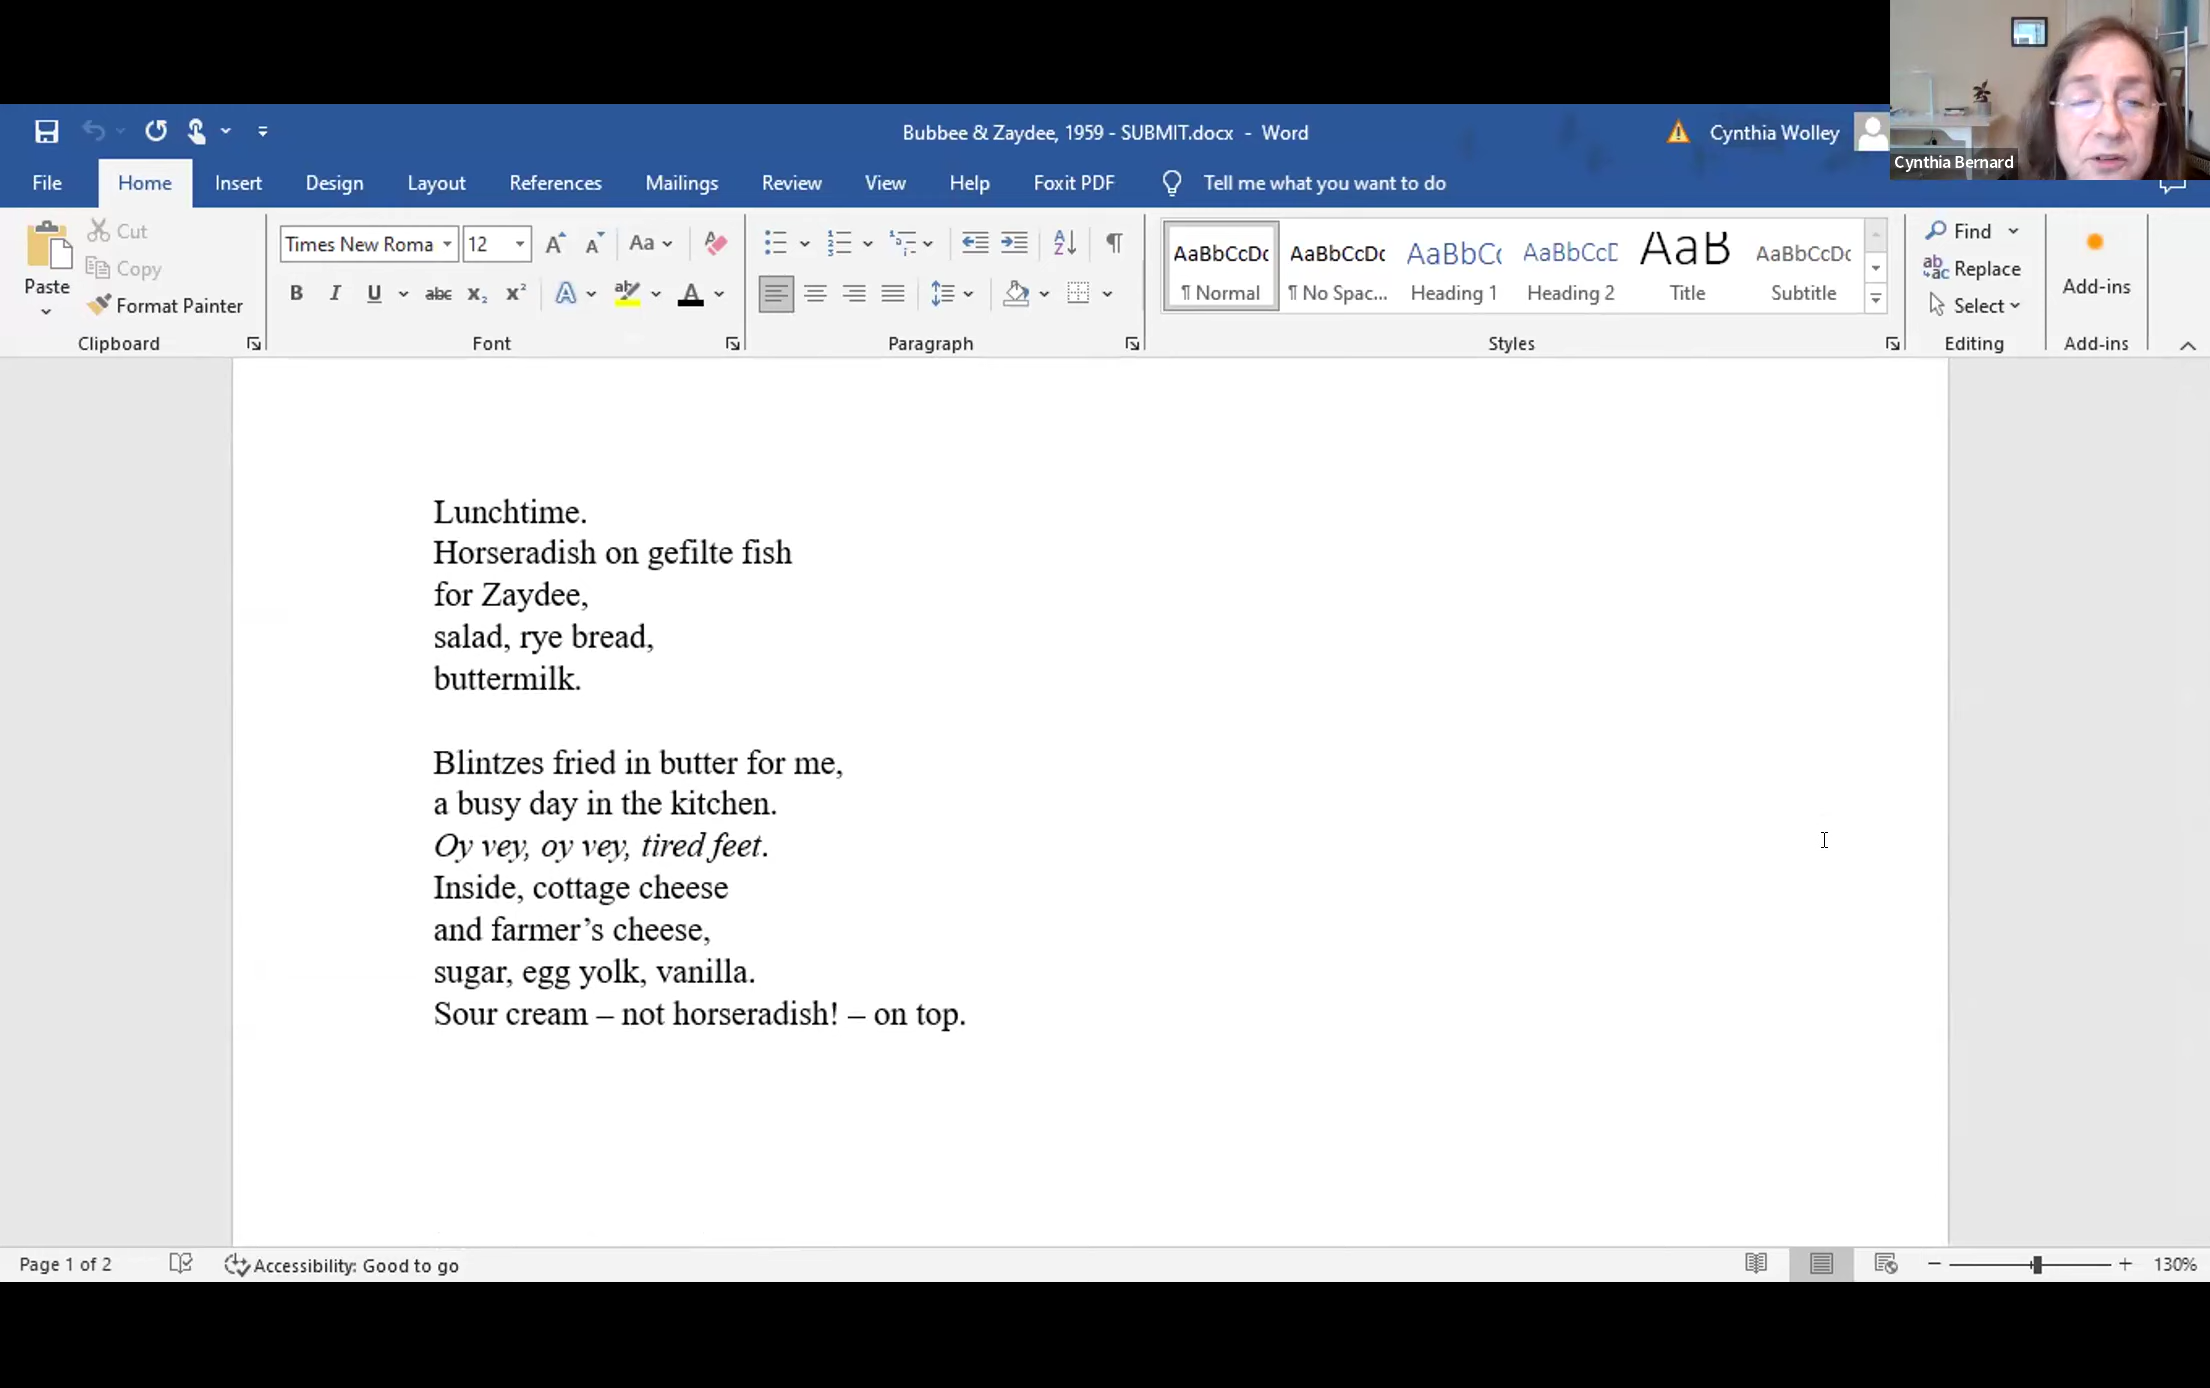 Bubbee & Zaydee, 1959 - SUBMIT.docx - Word
Cynthia Wolley
Cynthia Bernard
File Home Insert Design Layout References Mailings Review View Help Foxit PDF Tell me what you want to do
Paste
Cut
Copy
Format Painter
Clipboard
Times New Roma 12
Aa
B I U abc x₂ x²
A ab A
Font
Paragraph
AaBbCcDc AaBbCcDc AaBbCc AaBbCcD AaB AaBbCcDc
¶ Normal ¶ No Spac... Heading 1 Heading 2 Title Subtitle
Styles
Find
Replace
Select
Editing
Add-ins
Add-ins
Lunchtime.
Horseradish on gefilte fish
for Zaydee,
salad, rye bread,
buttermilk.
Blintzes fried in butter for me,
a busy day in the kitchen.
Oy vey, oy vey, tired feet.
Inside, cottage cheese
and farmer’s cheese,
sugar, egg yolk, vanilla.
Sour cream – not horseradish! – on top.
Page 1 of 2 Accessibility: Good to go 130%